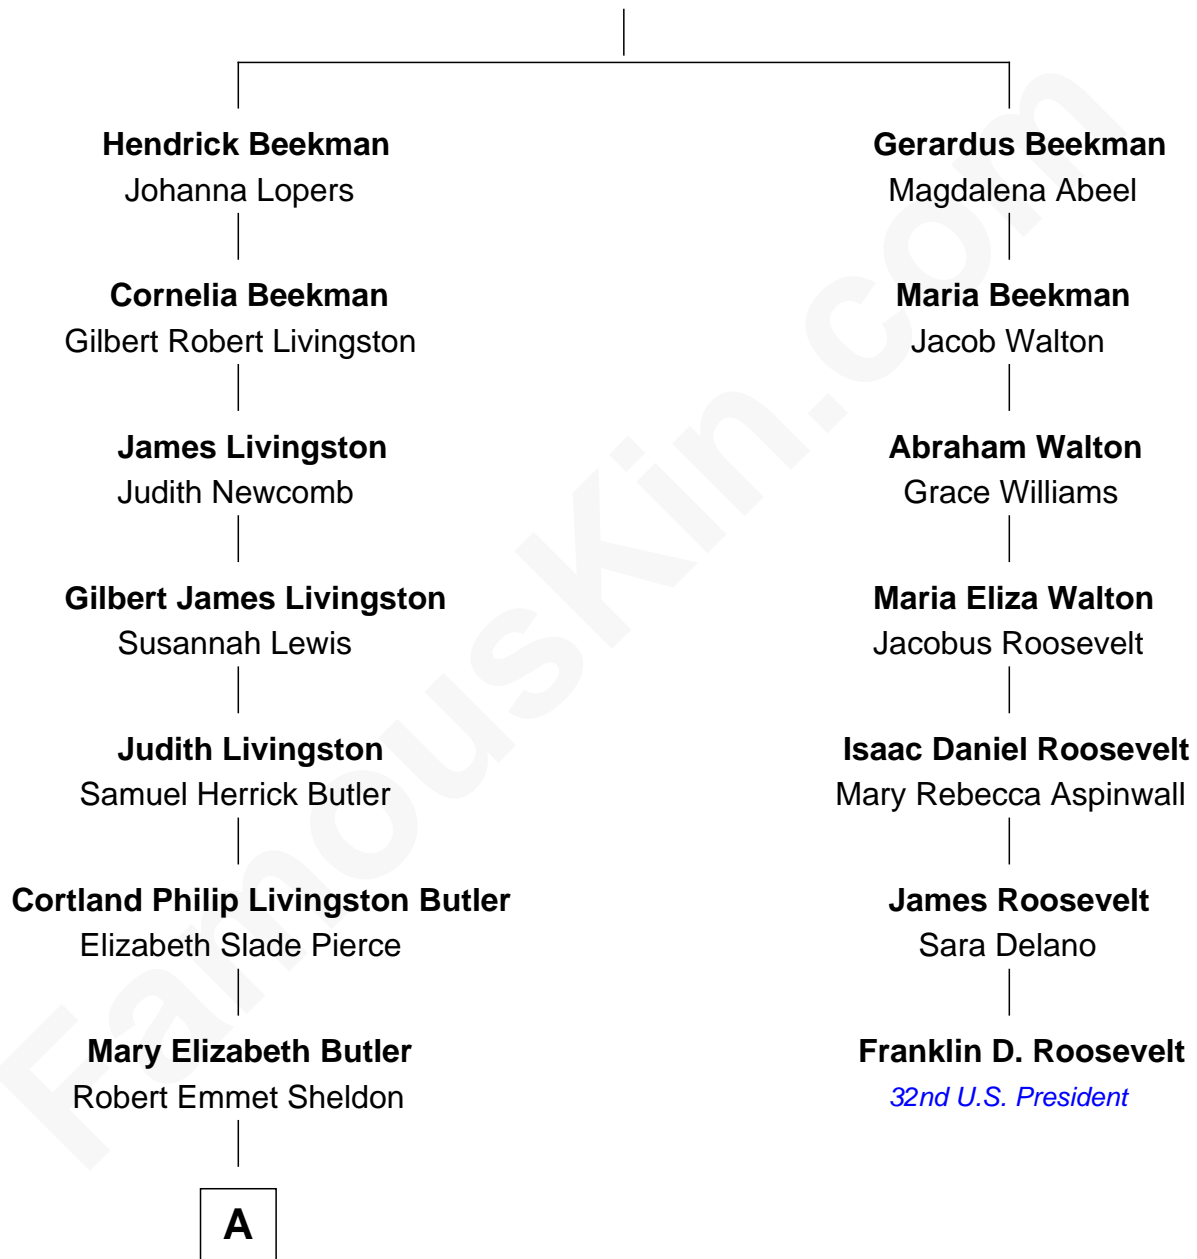 Hendrick Beekman
Johanna Lopers
Cornelia Beekman
Gilbert Robert Livingston
James Livingston
Judith Newcomb
Gilbert James Livingston
Susannah Lewis
Judith Livingston
Samuel Herrick Butler
Cortland Philip Livingston Butler
Elizabeth Slade Pierce
Mary Elizabeth Butler
Robert Emmet Sheldon
A
Gerardus Beekman
Magdalena Abeel
Maria Beekman
Jacob Walton
Abraham Walton
Grace Williams
Maria Eliza Walton
Jacobus Roosevelt
Isaac Daniel Roosevelt
Mary Rebecca Aspinwall
James Roosevelt
Sara Delano
Franklin D. Roosevelt
32nd U.S. President
FamousKin.com